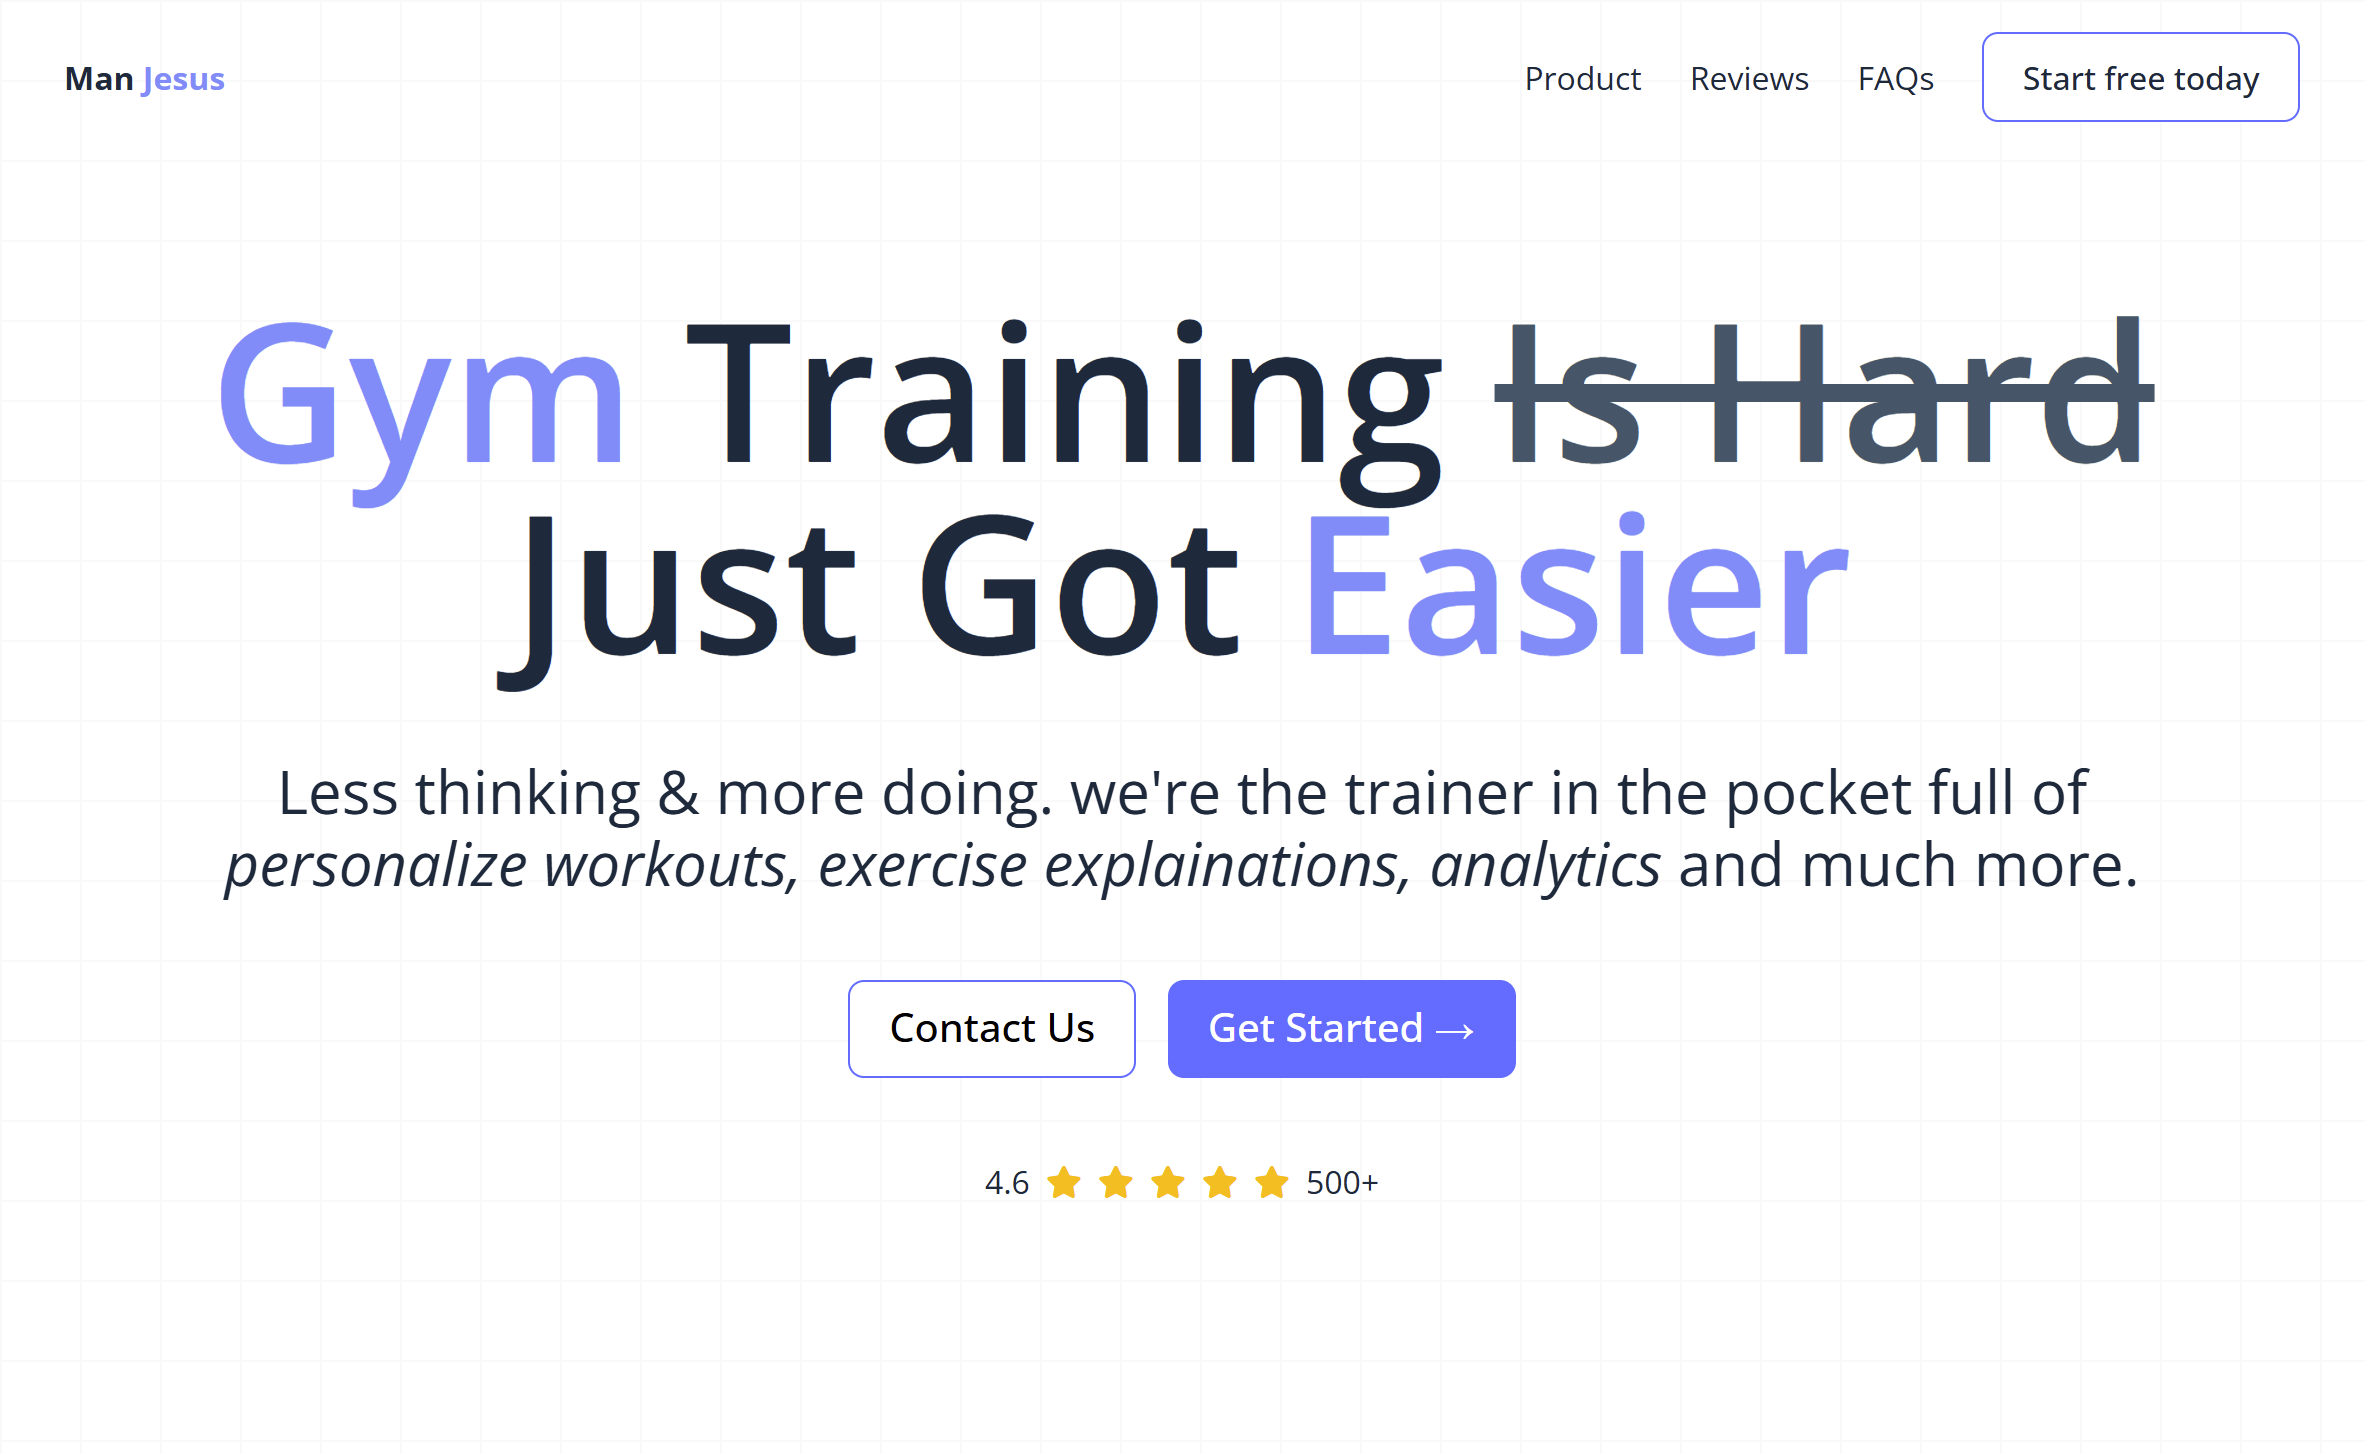 Man Jesus
Product
Reviews
FAQs
Start free today
Gym Training Is Hard
Just Got Easier
Less thinking & more doing. we're the trainer in the pocket full of
personalize workouts, exercise explainations, analytics and much more.
Contact Us
Get Started →
4.6
500+